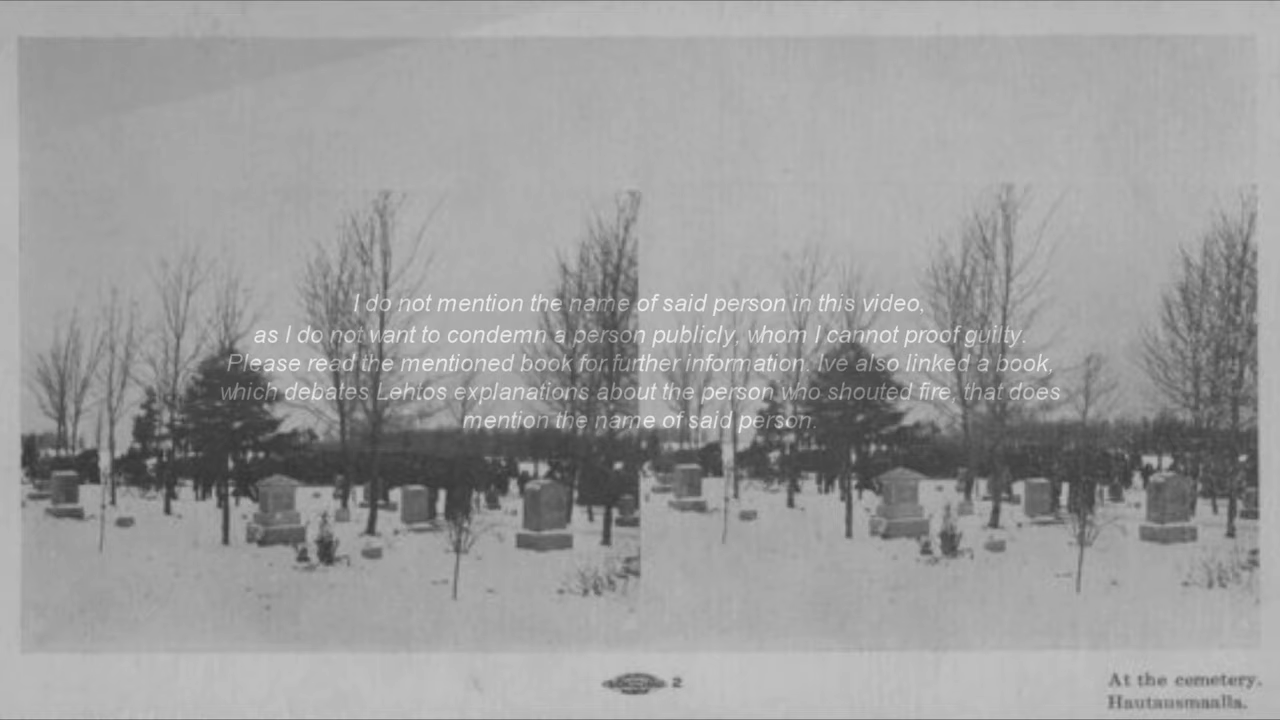 I do not mention the name of said person in this video,
as I do not want to condemn a person publicly, whom I cannot proof guilty.
Please read the mentioned book for further information. Ive also linked a book,
which debates Lehtos explanations about the person who shouted fire, that does
mention the name of said person.
2
At the cemetery.
Hautausmaalla.